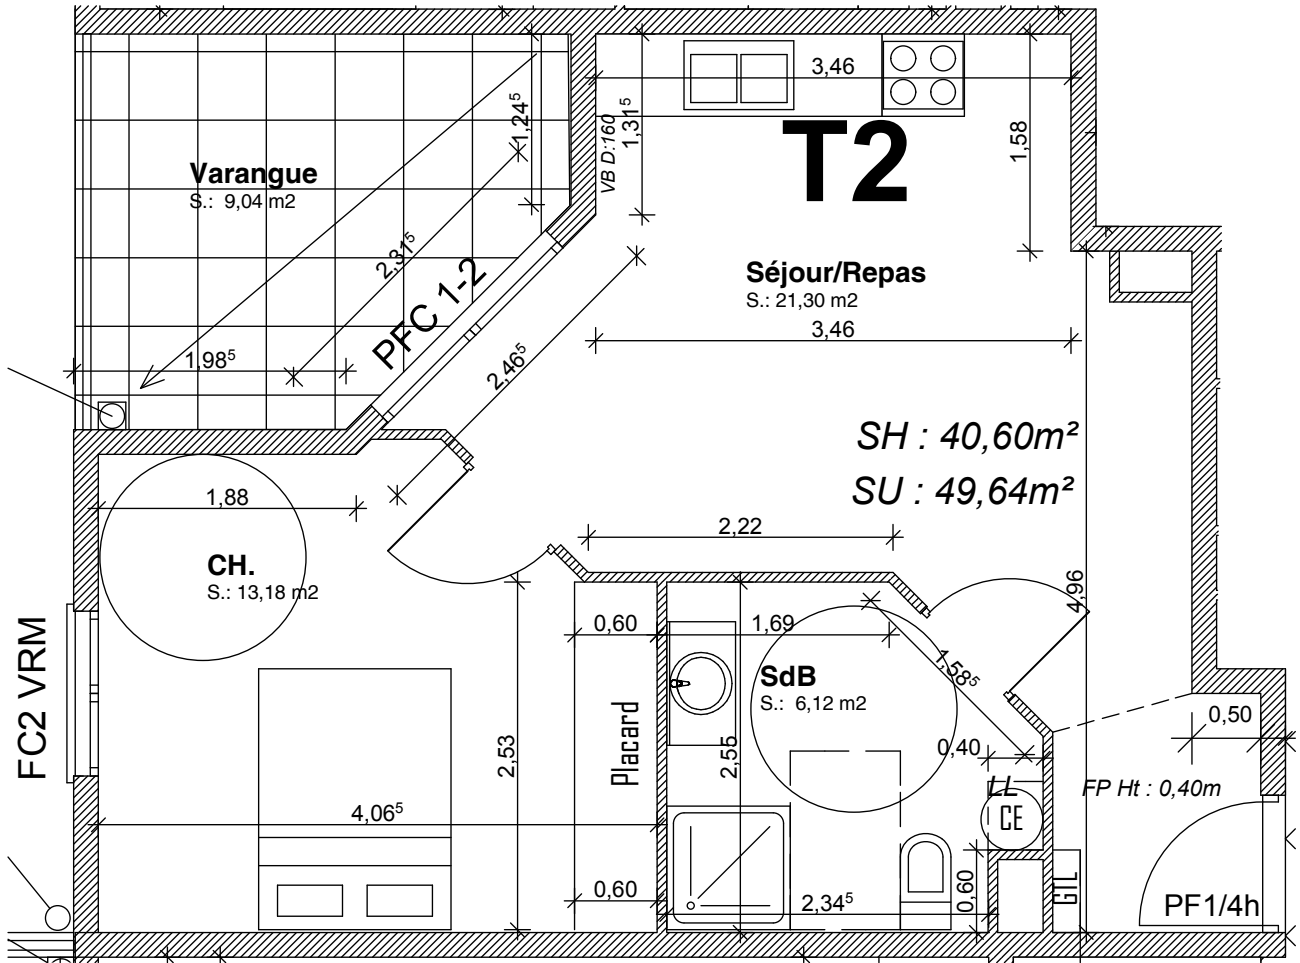 3,46
1,24⁵
1,31⁵
VB D:160
1,58
T2
Varangue
S.: 9,04 m2
2,31⁵
PFC 1-2
Séjour/Repas
S.: 21,30 m2
3,46
1,98⁵
2,46⁵
SH : 40,60m²
SU : 49,64m²
1,88
2,22
CH.
S.: 13,18 m2
4,96
0,60
1,69
1,58⁵
SdB
S.: 6,12 m2
FC2 VRM
Placard
2,53
2,55
0,50
0,40
LL
FP Ht : 0,40m
CE
4,06⁵
0,60
2,34⁵
0,60
GTL
PF1/4h